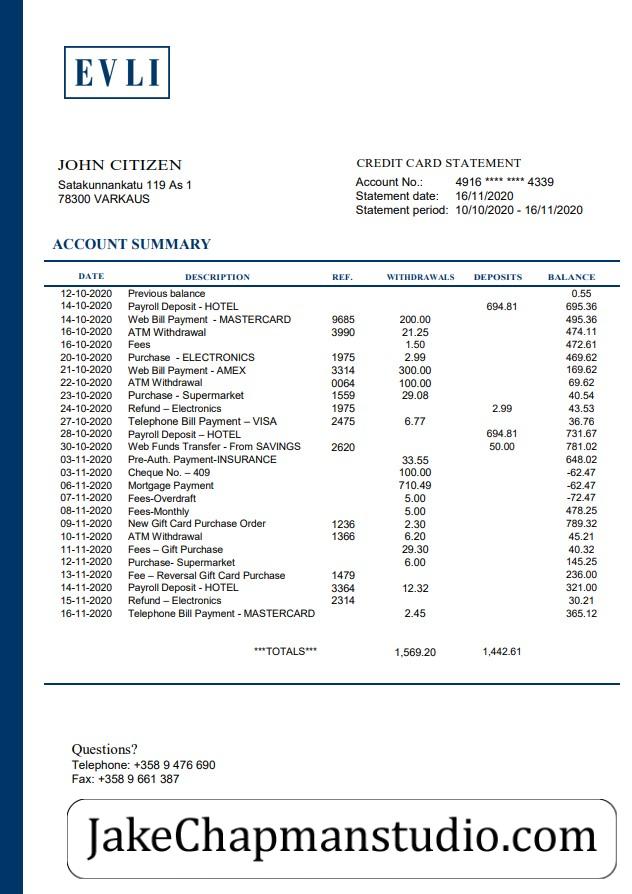 EVLI
JOHN CITIZEN
Satakunnankatu 119 As 1
78300 VARKAUS
CREDIT CARD STATEMENT
Account No.: 4916 **** **** 4339
Statement date: 16/11/2020
Statement period: 10/10/2020 - 16/11/2020
ACCOUNT SUMMARY
DATE DESCRIPTION REF. WITHDRAWALS DEPOSITS BALANCE
12-10-2020 Previous balance 0.55
14-10-2020 Payroll Deposit - HOTEL 694.81 695.36
14-10-2020 Web Bill Payment - MASTERCARD 9685 200.00 495.36
16-10-2020 ATM Withdrawal 3990 21.25 474.11
16-10-2020 Fees 1.50 472.61
20-10-2020 Purchase - ELECTRONICS 1975 2.99 469.62
21-10-2020 Web Bill Payment - AMEX 3314 300.00 169.62
22-10-2020 ATM Withdrawal 0064 100.00 69.62
23-10-2020 Purchase - Supermarket 1559 29.08 40.54
24-10-2020 Refund – Electronics 1975 2.99 43.53
27-10-2020 Telephone Bill Payment – VISA 2475 6.77 36.76
28-10-2020 Payroll Deposit – HOTEL 694.81 731.67
30-10-2020 Web Funds Transfer - From SAVINGS 2620 50.00 781.02
03-11-2020 Pre-Auth. Payment-INSURANCE 33.55 648.02
03-11-2020 Cheque No. – 409 100.00 -62.47
06-11-2020 Mortgage Payment 710.49 -62.47
07-11-2020 Fees-Overdraft 5.00 -72.47
08-11-2020 Fees-Monthly 5.00 478.25
09-11-2020 New Gift Card Purchase Order 1236 2.30 789.32
10-11-2020 ATM Withdrawal 1366 6.20 45.21
11-11-2020 Fees – Gift Purchase 29.30 40.32
12-11-2020 Purchase- Supermarket 6.00 145.25
13-11-2020 Fee – Reversal Gift Card Purchase 1479 236.00
14-11-2020 Payroll Deposit - HOTEL 3364 12.32 321.00
15-11-2020 Refund – Electronics 2314 30.21
16-11-2020 Telephone Bill Payment - MASTERCARD 2.45 365.12
***TOTALS*** 1,569.20 1,442.61
Questions?
Telephone: +358 9 476 690
Fax: +358 9 661 387
JakeChapmanstudio.com